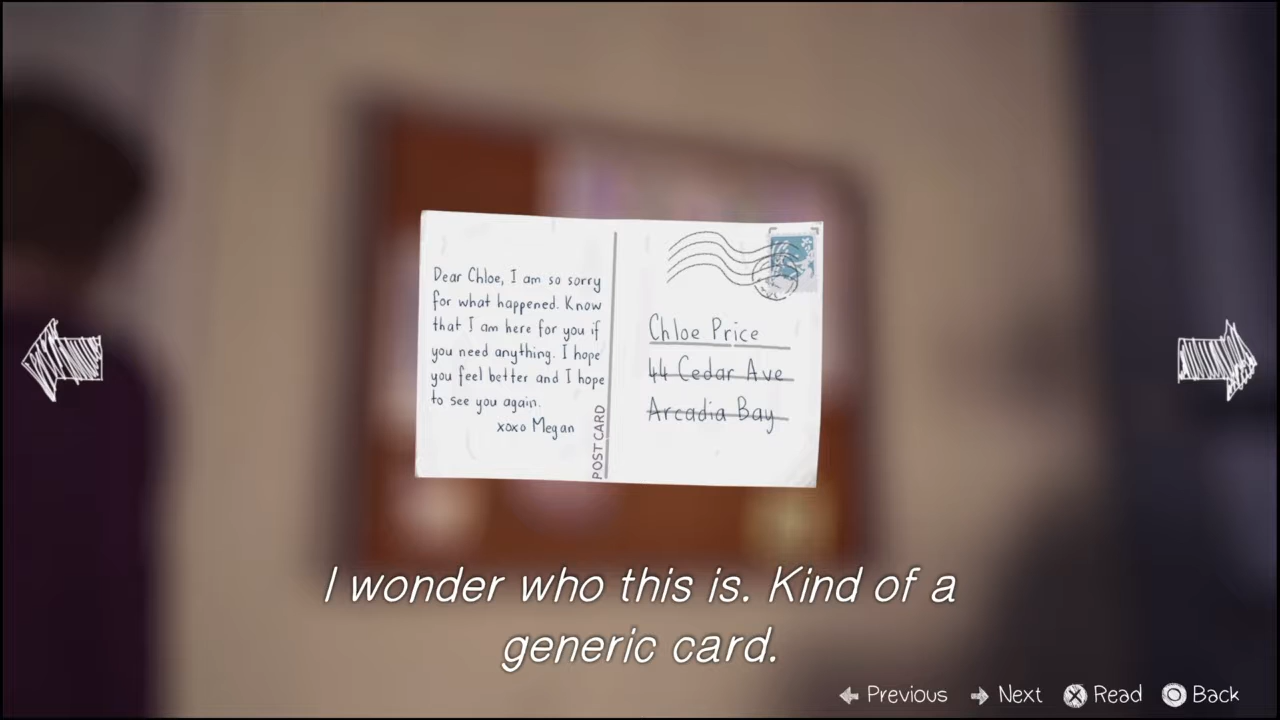 Dear Chloe, I am so sorry
for what happened. Know
that I am here for you if
you need anything. I hope
you feel better and I hope
to see you again.
xoxo Megan
POSTCARD
Chloe Price
44 Cedar Ave
Arcadia Bay
I wonder who this is. Kind of a
generic card.
Previous Next Read Back